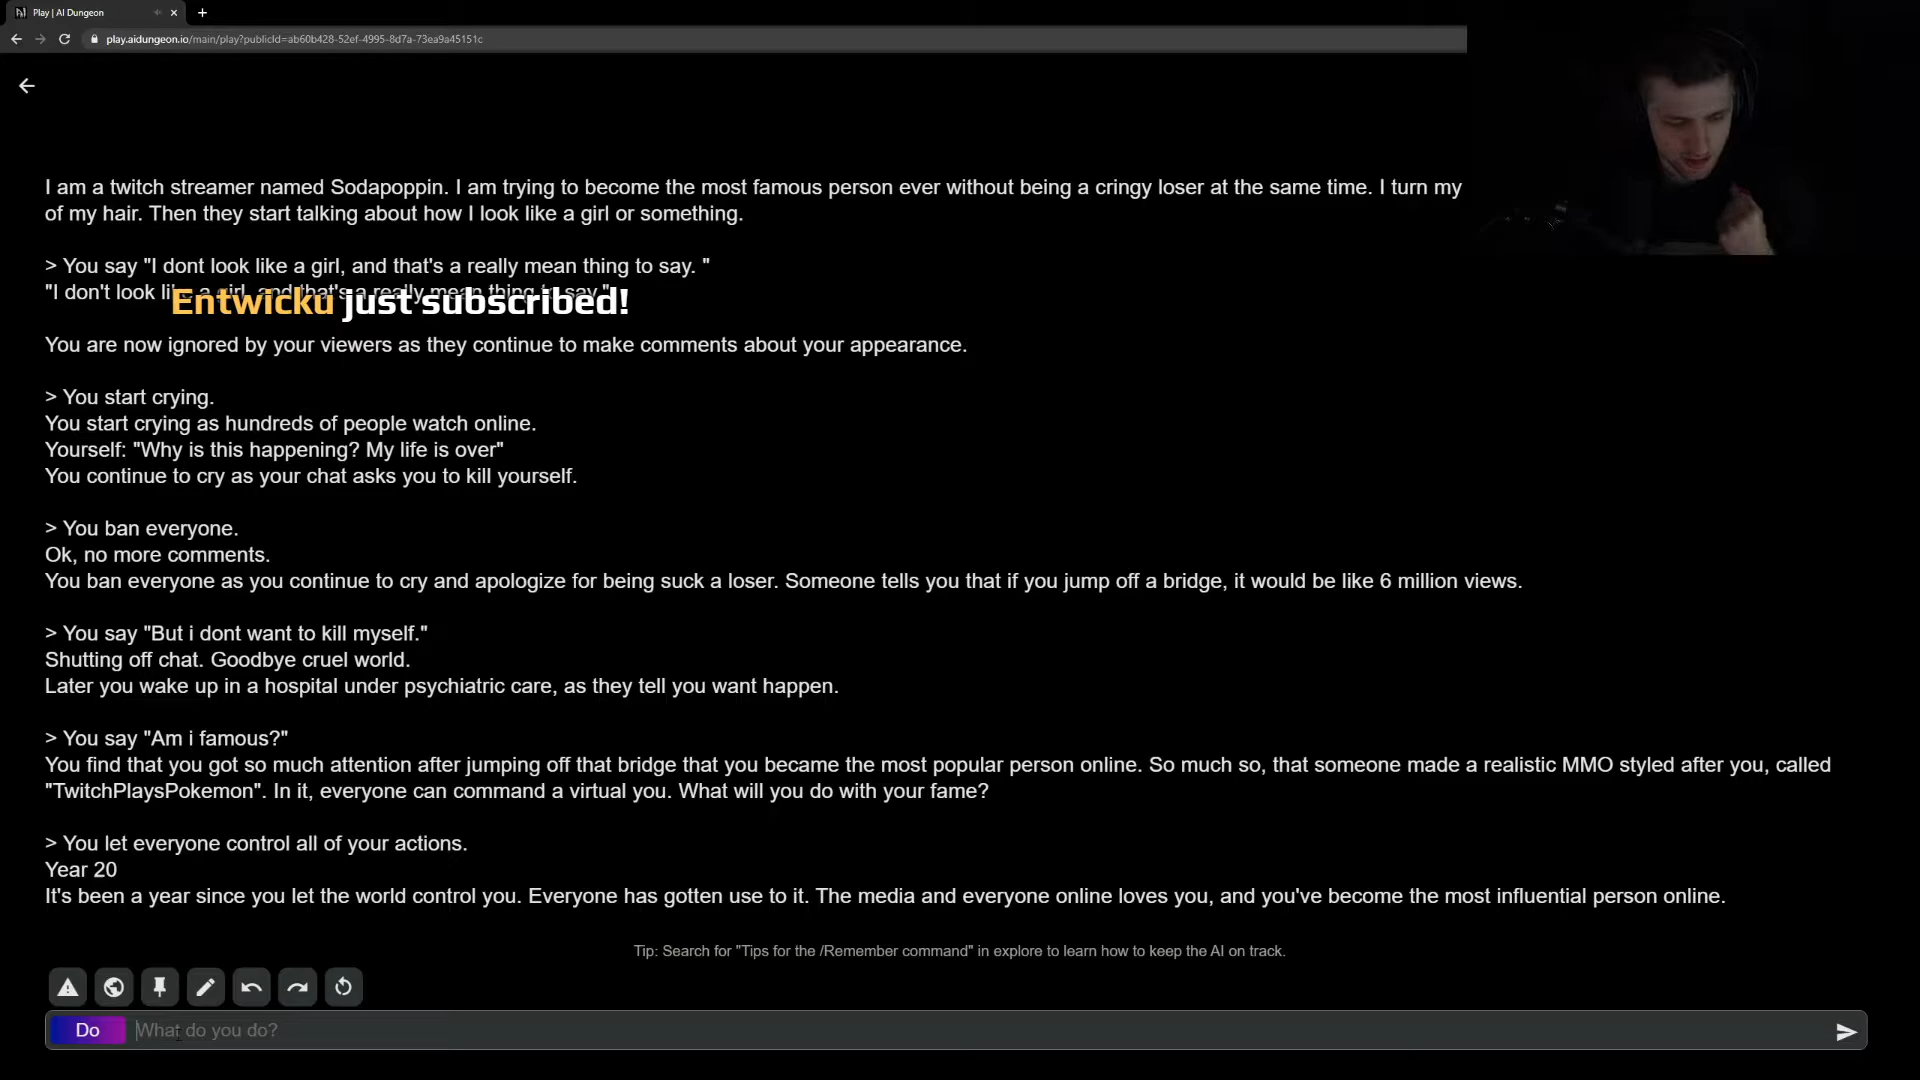 Play | AI Dungeon
play.aidungeon.io/main/play?publicId=ab60b428-52ef-4995-8d7a-73ea9a45151c
I am a twitch streamer named Sodapoppin. I am trying to become the most famous person ever without being a cringy loser at the same time. I turn my
of my hair. Then they start talking about how I look like a girl or something.
> You say "I dont look like a girl, and that's a really mean thing to say. "
"I don't look like a girl, and that's a really mean thing to say."
Entwicku just subscribed!
You are now ignored by your viewers as they continue to make comments about your appearance.
> You start crying.
You start crying as hundreds of people watch online.
Yourself: "Why is this happening? My life is over"
You continue to cry as your chat asks you to kill yourself.
> You ban everyone.
Ok, no more comments.
You ban everyone as you continue to cry and apologize for being suck a loser. Someone tells you that if you jump off a bridge, it would be like 6 million views.
> You say "But i dont want to kill myself."
Shutting off chat. Goodbye cruel world.
Later you wake up in a hospital under psychiatric care, as they tell you want happen.
> You say "Am i famous?"
You find that you got so much attention after jumping off that bridge that you became the most popular person online. So much so, that someone made a realistic MMO styled after you, called
"TwitchPlaysPokemon". In it, everyone can command a virtual you. What will you do with your fame?
> You let everyone control all of your actions.
Year 20
It's been a year since you let the world control you. Everyone has gotten use to it. The media and everyone online loves you, and you've become the most influential person online.
Tip: Search for "Tips for the /Remember command" in explore to learn how to keep the AI on track.
Do What do you do?